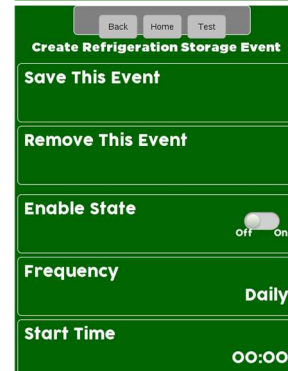 Back Home Test
Create Refrigeration Storage Event
Save This Event
Remove This Event
Enable State
Off On
Frequency
Daily
Start Time
00:00